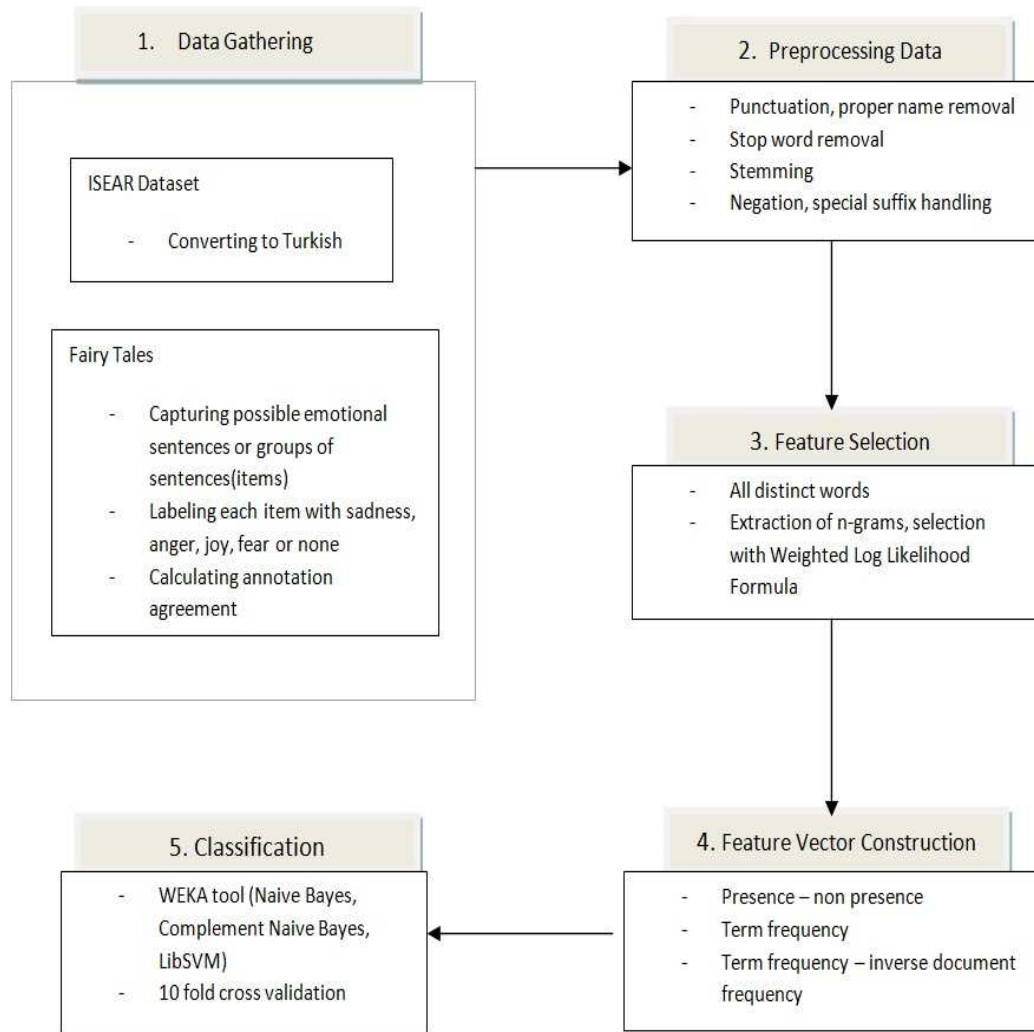 1. Data Gathering
ISEAR Dataset
- Converting to Turkish
Fairy Tales
- Capturing possible emotional
sentences or groups of
sentences(items)
- Labeling each item with sadness,
anger, joy, fear or none
- Calculating annotation
agreement
2. Preprocessing Data
- Punctuation, proper name removal
- Stop word removal
- Stemming
- Negation, special suffix handling
3. Feature Selection
- All distinct words
- Extraction of n-grams, selection
with Weighted Log Likelihood
Formula
4. Feature Vector Construction
- Presence – non presence
- Term frequency
- Term frequency – inverse document
frequency
5. Classification
- WEKA tool (Naive Bayes,
Complement Naive Bayes,
LibSVM)
- 10 fold cross validation